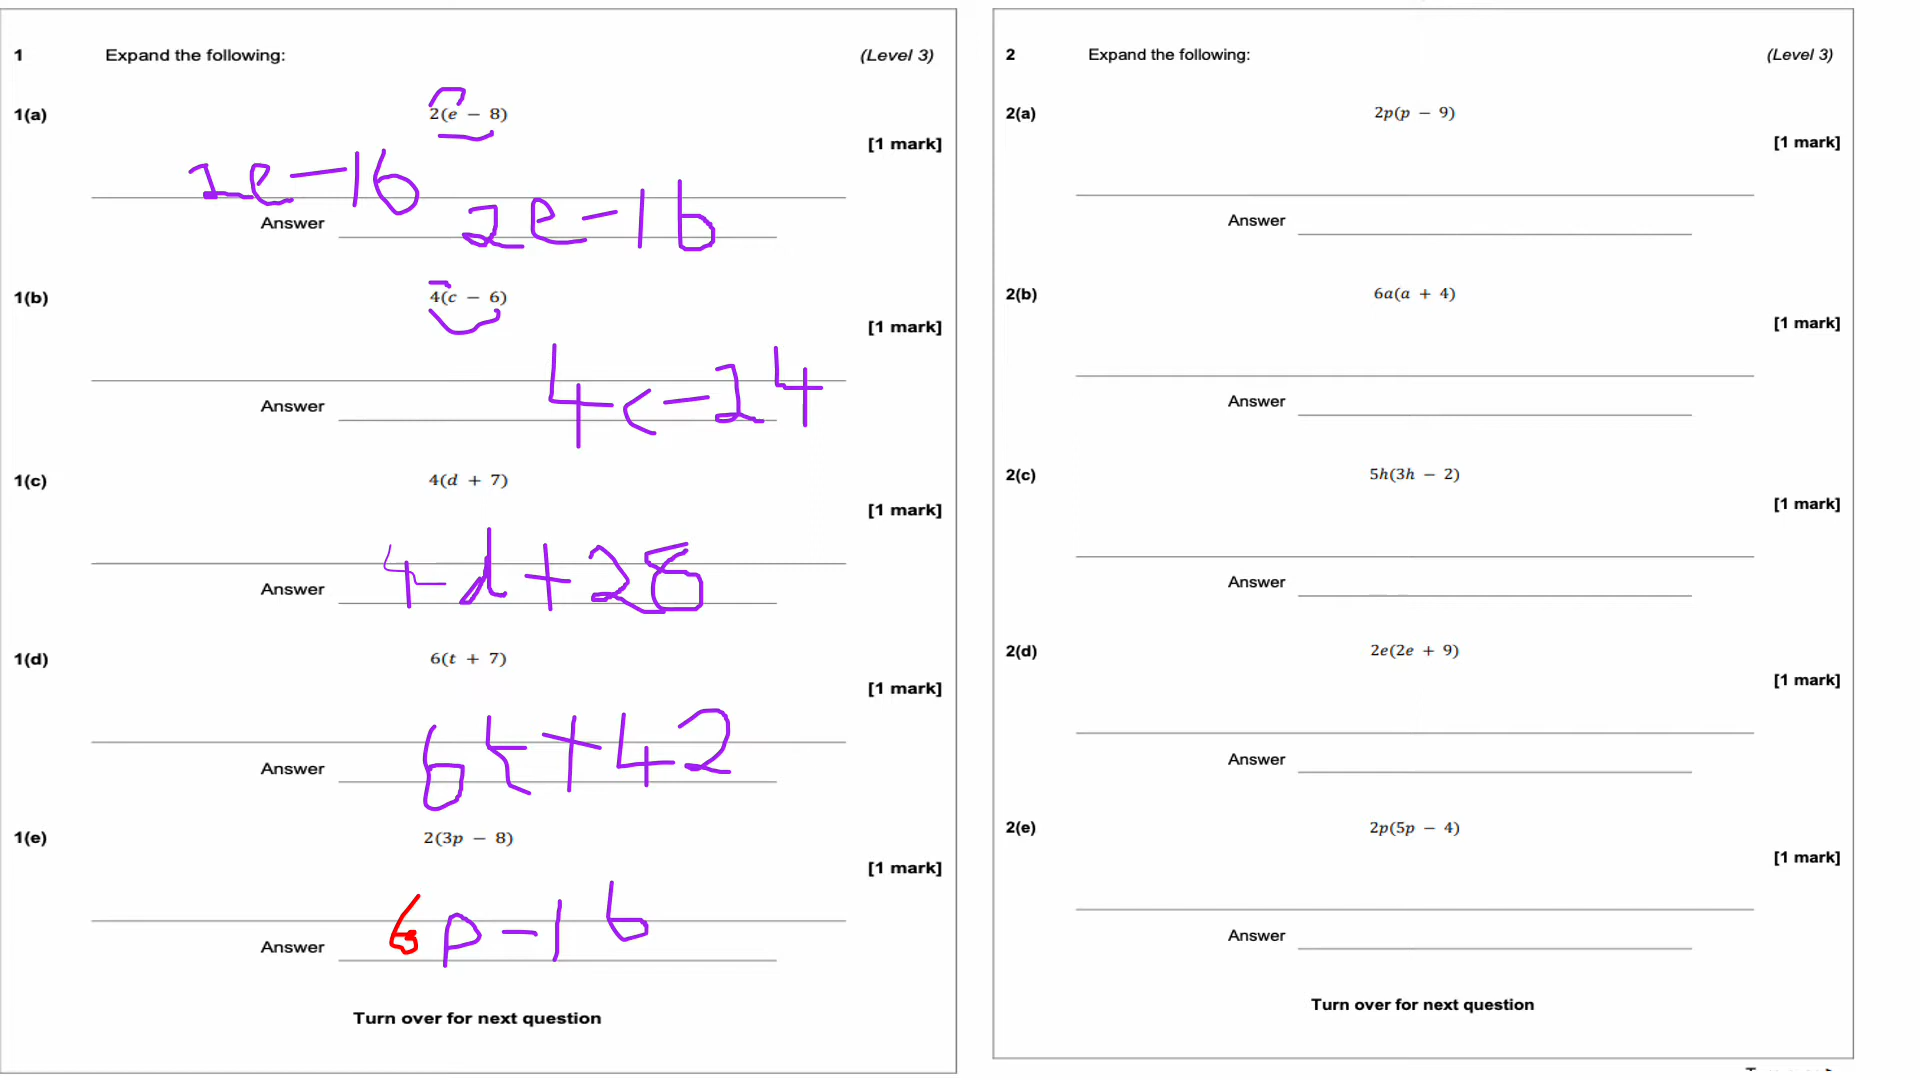 1 Expand the following: (Level 3)
1(a) 2(e − 8)
[1 mark]
2e − 16
Answer 2e − 16
1(b) 4(c − 6)
[1 mark]
Answer 4c − 24
1(c) 4(d + 7)
[1 mark]
Answer 4d + 28
1(d) 6(t + 7)
[1 mark]
Answer 6t + 42
1(e) 2(3p − 8)
[1 mark]
Answer 6p − 16
Turn over for next question
2 Expand the following: (Level 3)
2(a) 2p(p − 9)
[1 mark]
Answer
2(b) 6a(a + 4)
[1 mark]
Answer
2(c) 5h(3h − 2)
[1 mark]
Answer
2(d) 2e(2e + 9)
[1 mark]
Answer
2(e) 2p(5p − 4)
[1 mark]
Answer
Turn over for next question